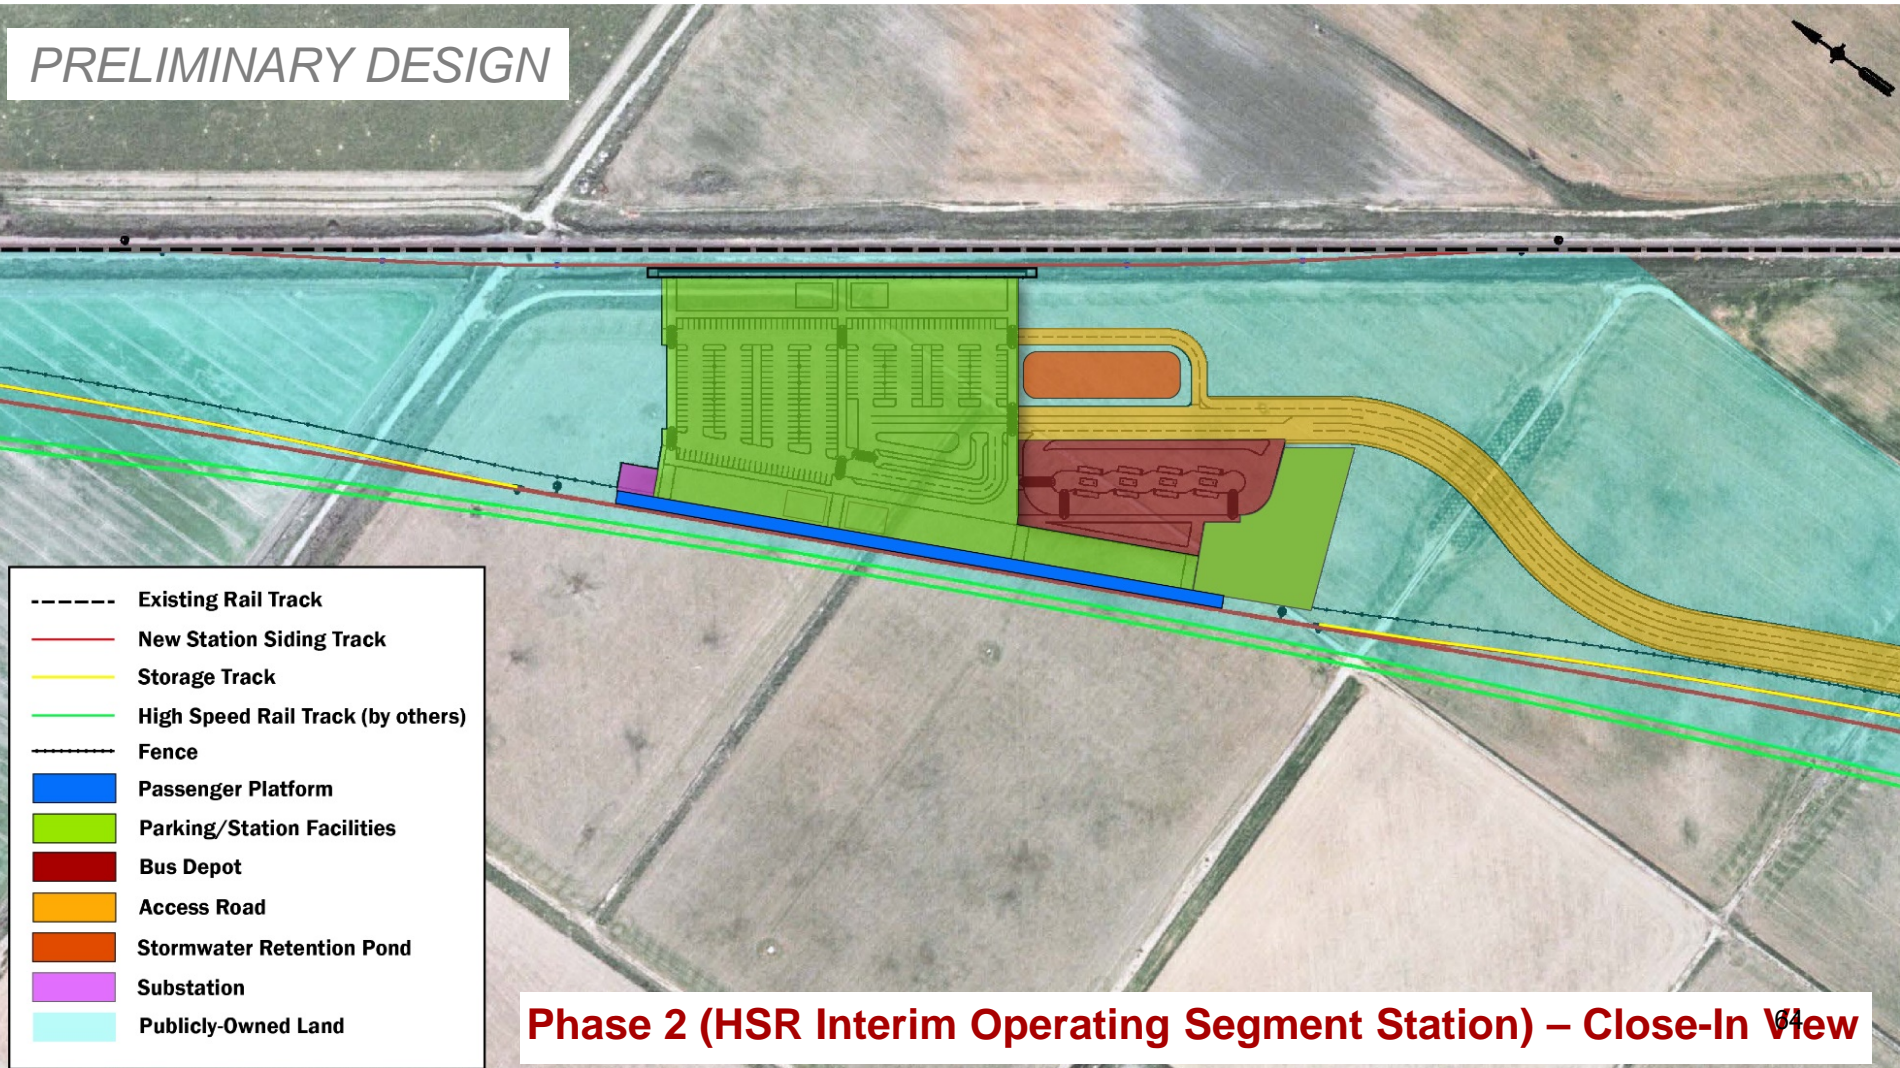 PRELIMINARY DESIGN
Existing Rail Track
New Station Siding Track
Storage Track
High Speed Rail Track (by others)
Fence
Passenger Platform
Parking/Station Facilities
Bus Depot
Access Road
Stormwater Retention Pond
Substation
Publicly-Owned Land
Phase 2 (HSR Interim Operating Segment Station) – Close-In View
64